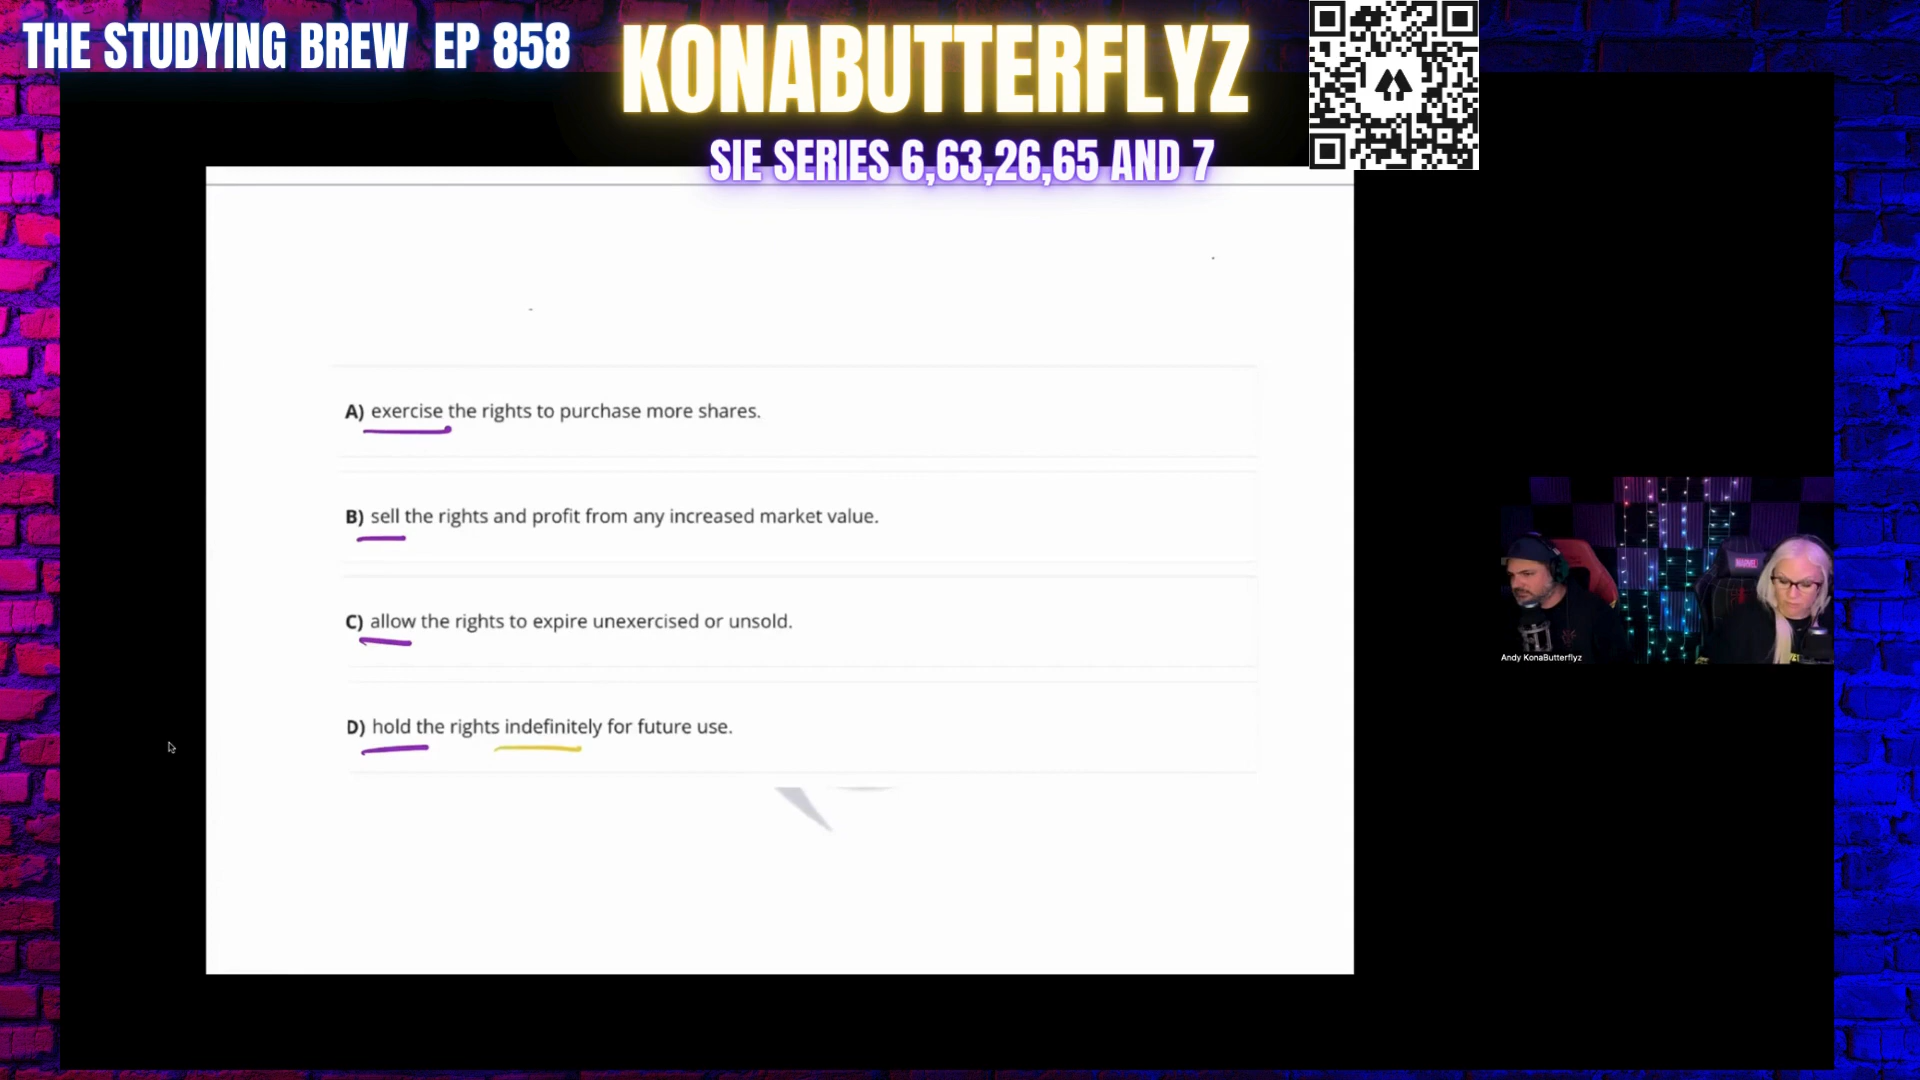 THE STUDYING BREW EP 858
KONABUTTERFLYZ
SIE SERIES 6,63,26,65 AND 7
A) exercise the rights to purchase more shares.
B) sell the rights and profit from any increased market value.
C) allow the rights to expire unexercised or unsold.
D) hold the rights indefinitely for future use.
MARVEL
Andy KonaButterflyz